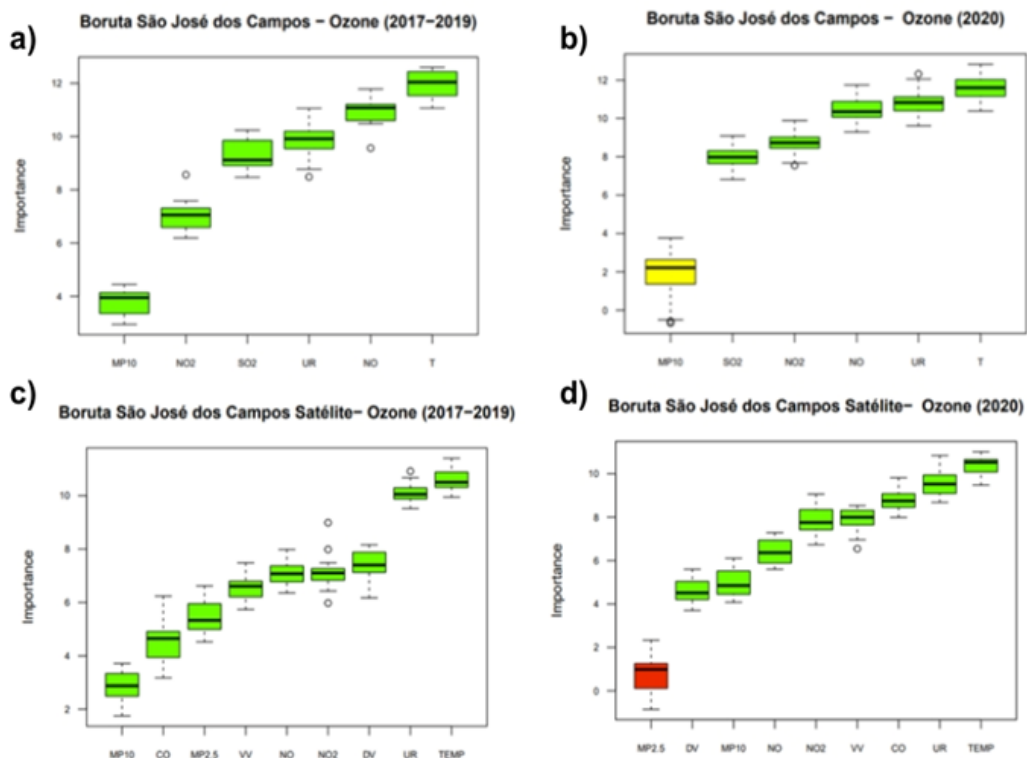 a)
Boruta São José dos Campos − Ozone (2017−2019)
Importance
12
10
8
6
4
MP10 NO2 SO2 UR NO T
b)
Boruta São José dos Campos − Ozone (2020)
Importance
12
10
8
6
4
2
0
MP10 SO2 NO2 NO UR T
c)
Boruta São José dos Campos Satélite− Ozone (2017−2019)
Importance
10
8
6
4
2
MP10 CO MP2.5 VV NO NO2 DV UR TEMP
d)
Boruta São José dos Campos Satélite− Ozone (2020)
Importance
10
8
6
4
2
0
MP2.5 DV MP10 NO NO2 VV CO UR TEMP